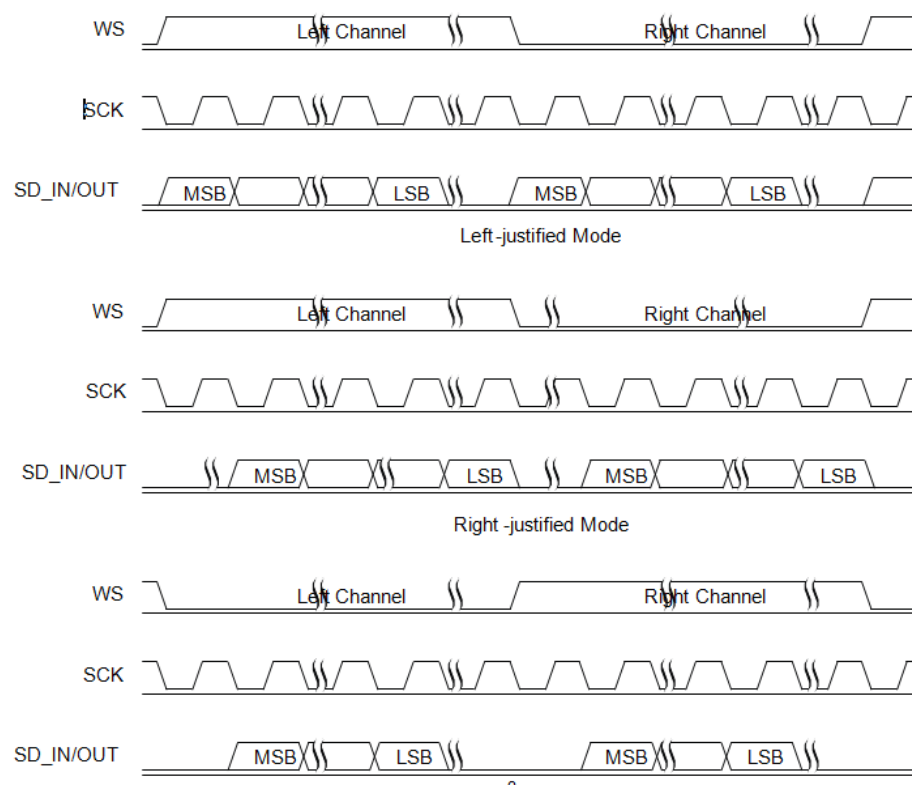 WS Left Channel Right Channel
SCK
SD_IN/OUT MSB LSB MSB LSB
Left-justified Mode
WS Left Channel Right Channel
SCK
SD_IN/OUT MSB LSB MSB LSB
Right -justified Mode
WS Left Channel Right Channel
SCK
SD_IN/OUT MSB LSB MSB LSB